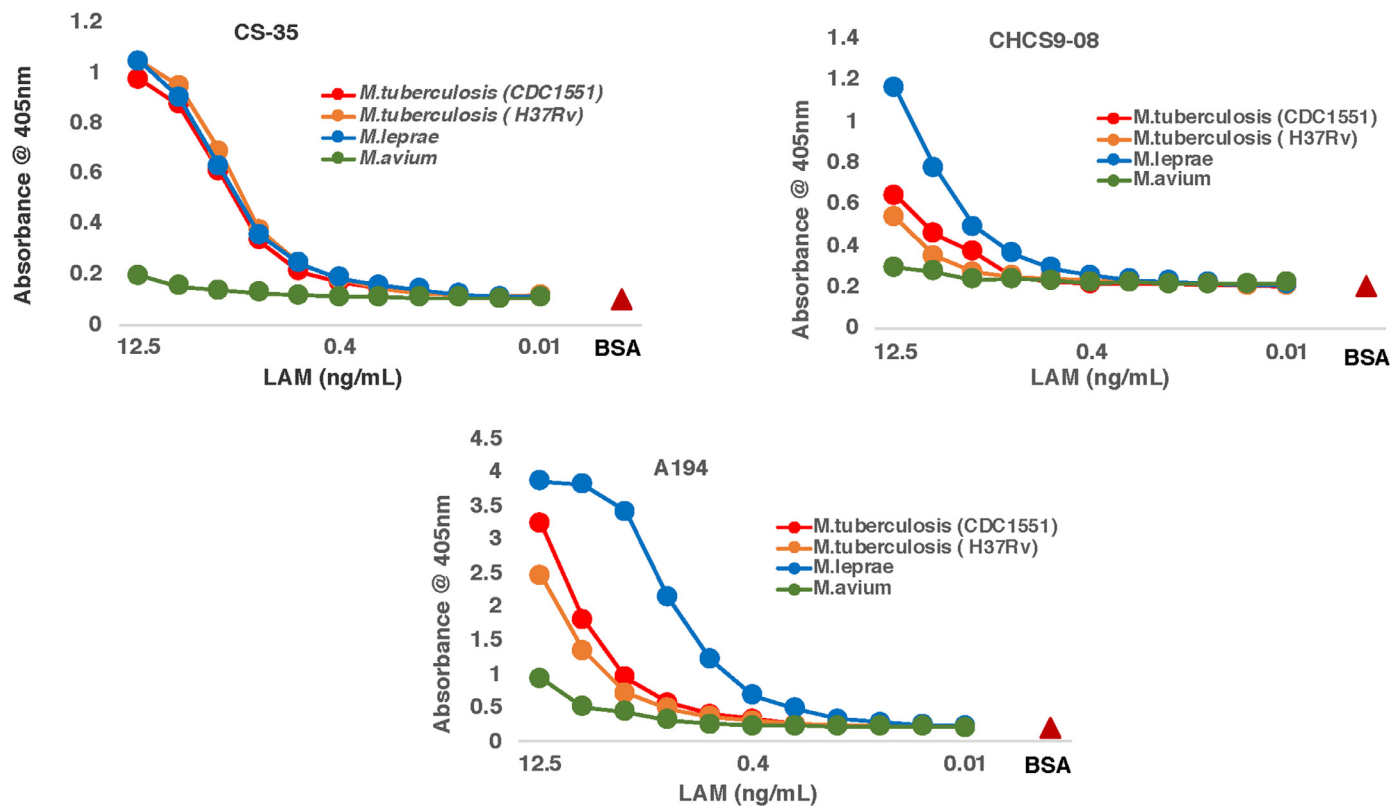 CS-35
1.2
1
0.8
0.6
0.4
0.2
0
Absorbance @ 405nm
M.tuberculosis (CDC1551)
M.tuberculosis ( H37Rv)
M.leprae
M.avium
12.5 0.4 0.01 BSA
LAM (ng/mL)
CHCS9-08
1.4
1.2
1
0.8
0.6
0.4
0.2
0
Absorbance @ 405nm
M.tuberculosis (CDC1551)
M.tuberculosis ( H37Rv)
M.leprae
M.avium
12.5 0.4 0.01 BSA
LAM (ng/mL)
A194
4.5
4
3.5
3
2.5
2
1.5
1
0.5
0
Absorbance @ 405nm
M.tuberculosis (CDC1551)
M.tuberculosis ( H37Rv)
M.leprae
M.avium
12.5 0.4 0.01 BSA
LAM (ng/mL)